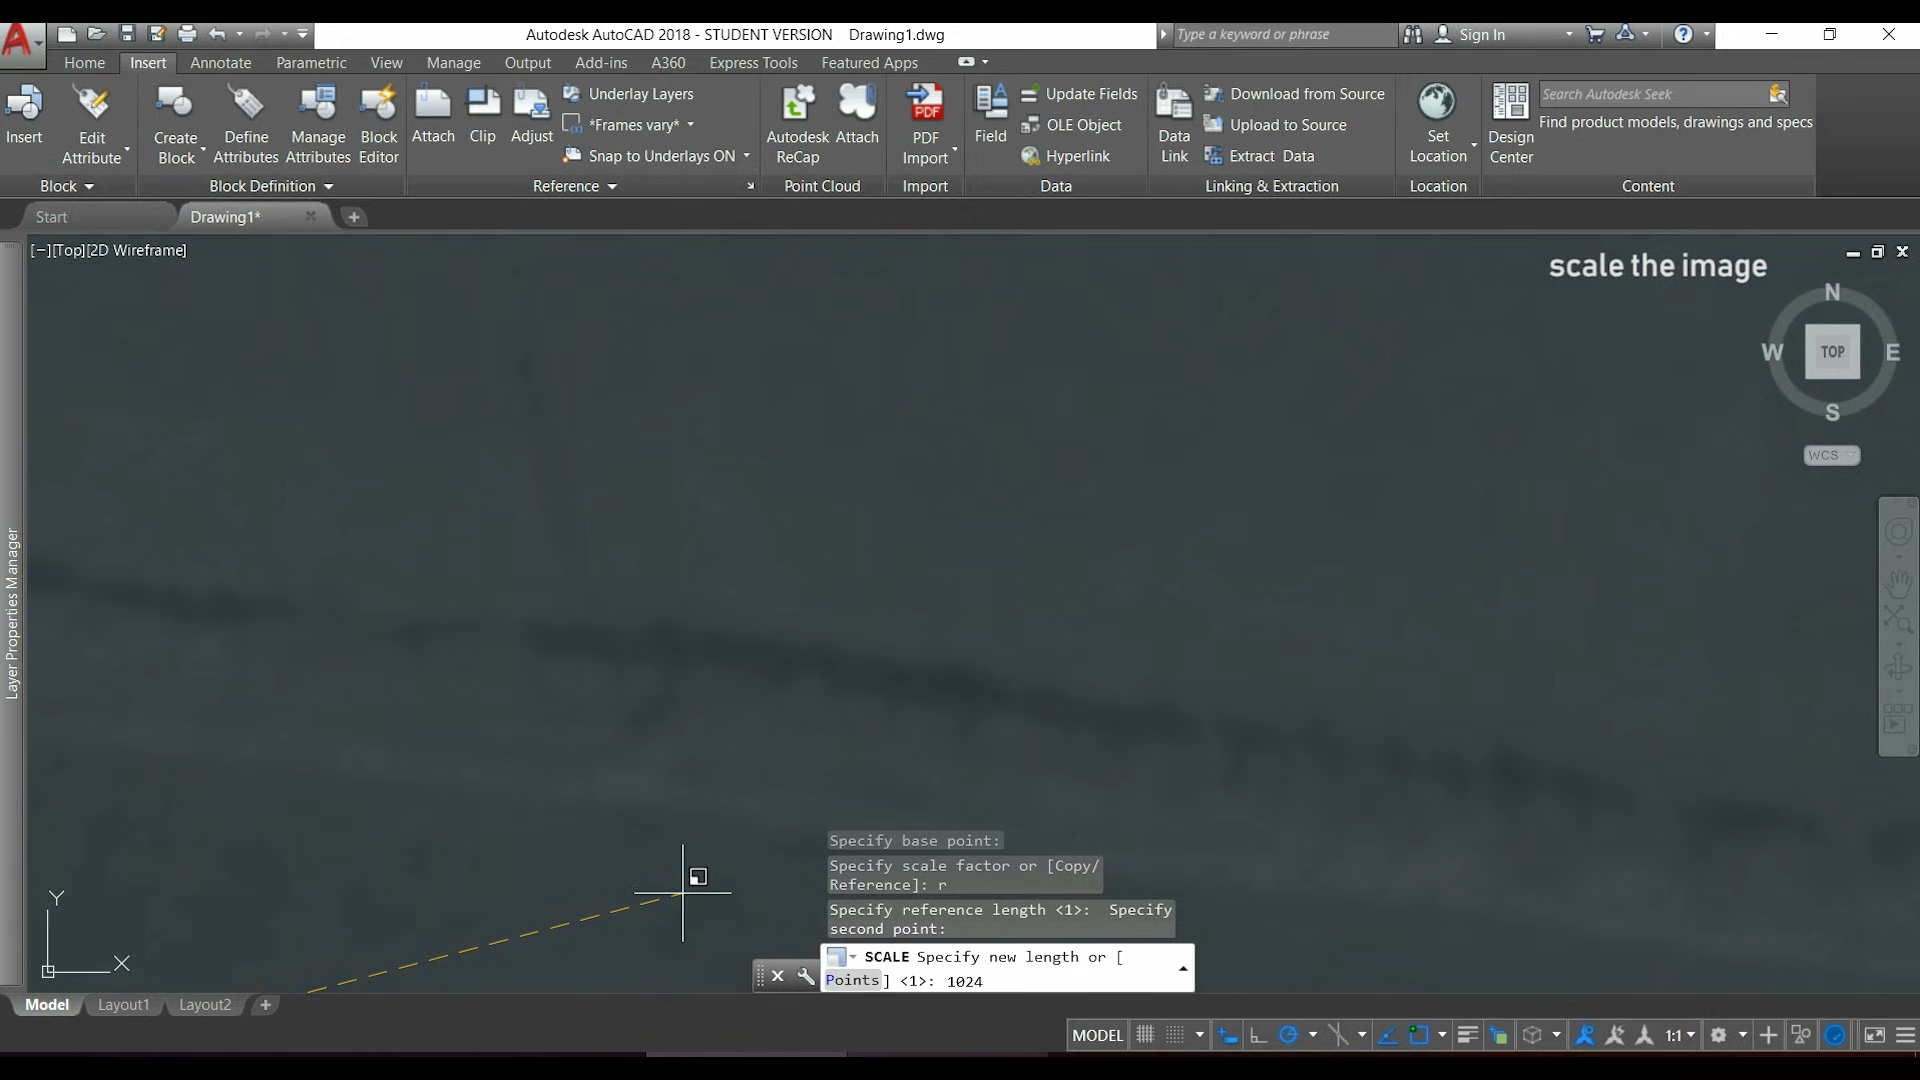 Autodesk AutoCAD 2018 - STUDENT VERSION Drawing1.dwg
Type a keyword or phrase
Sign In
Home Insert Annotate Parametric View Manage Output Add-ins A360 Express Tools Featured Apps
Insert
Edit
Attribute
Create
Block
Define
Attributes
Manage
Attributes
Block
Editor
Attach
Clip
Adjust
Underlay Layers
*Frames vary*
Snap to Underlays ON
Autodesk
ReCap
Attach
PDF
PDF
Import
Field
Update Fields
OLE Object
Hyperlink
Data
Link
Download from Source
Upload to Source
Extract Data
Set
Location
Design
Center
Search Autodesk Seek
Find product models, drawings and specs
Block Block Definition Reference Point Cloud Import Data Linking & Extraction Location Content
Start Drawing1*
[−][Top][2D Wireframe]
scale the image
N
W TOP E
S
WCS
Layer Properties Manager
Specify base point:
Specify scale factor or [Copy/
Reference]: r
Specify reference length <1>: Specify
second point:
SCALE Specify new length or [
Points] <1>: 1024
Y
X
Model Layout1 Layout2
MODEL
1:1